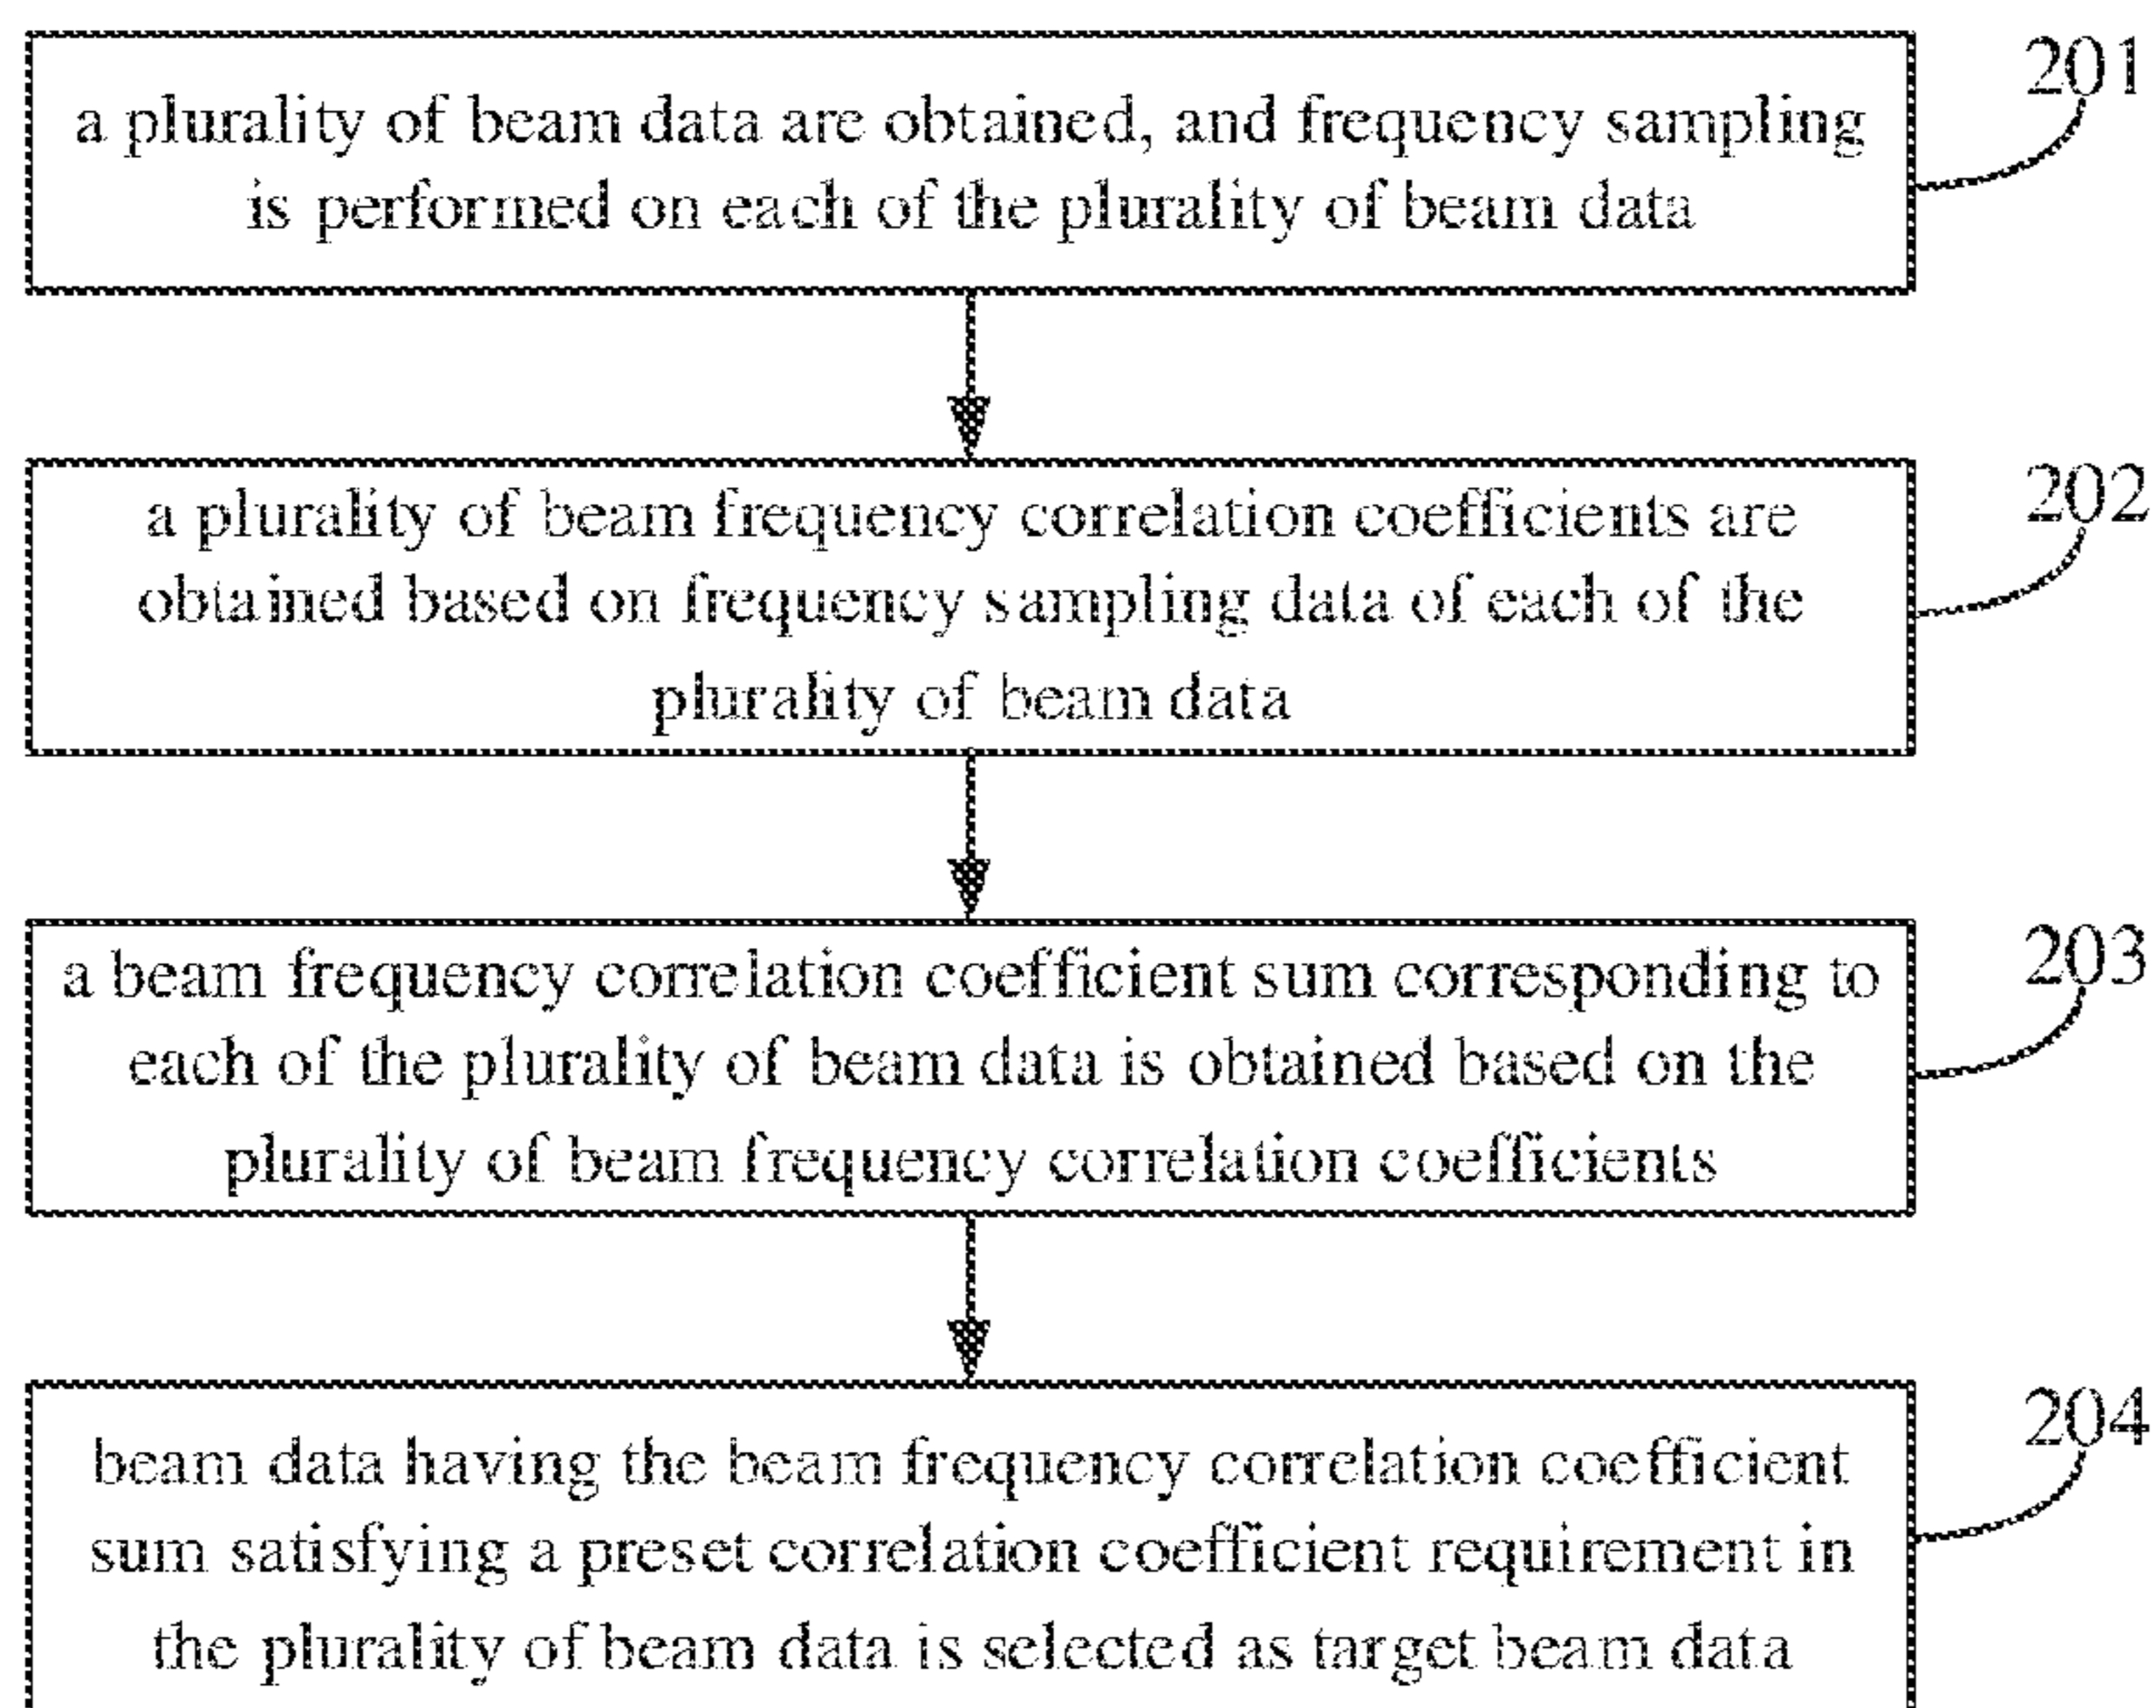 a plurality of beam data are obtained, and frequency sampling
is performed on each of the plurality of beam data
201
a plurality of beam frequency correlation coefficients are
obtained based on frequency sampling data of each of the
plurality of beam data
202
a beam frequency correlation coefficient sum corresponding to
each of the plurality of beam data is obtained based on the
plurality of beam frequency correlation coefficients
203
beam data having the beam frequency correlation coefficient
sum satisfying a preset correlation coefficient requirement in
the plurality of beam data is selected as target beam data
204